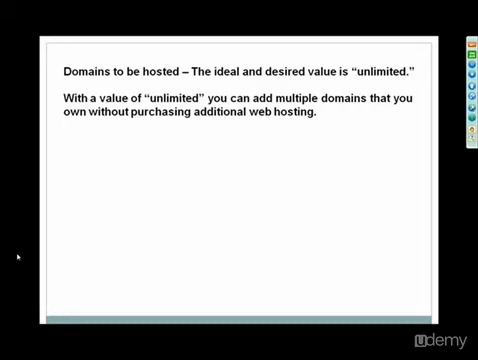 Domains to be hosted – The ideal and desired value is “unlimited.”
With a value of “unlimited” you can add multiple domains that you
own without purchasing additional web hosting.
udemy